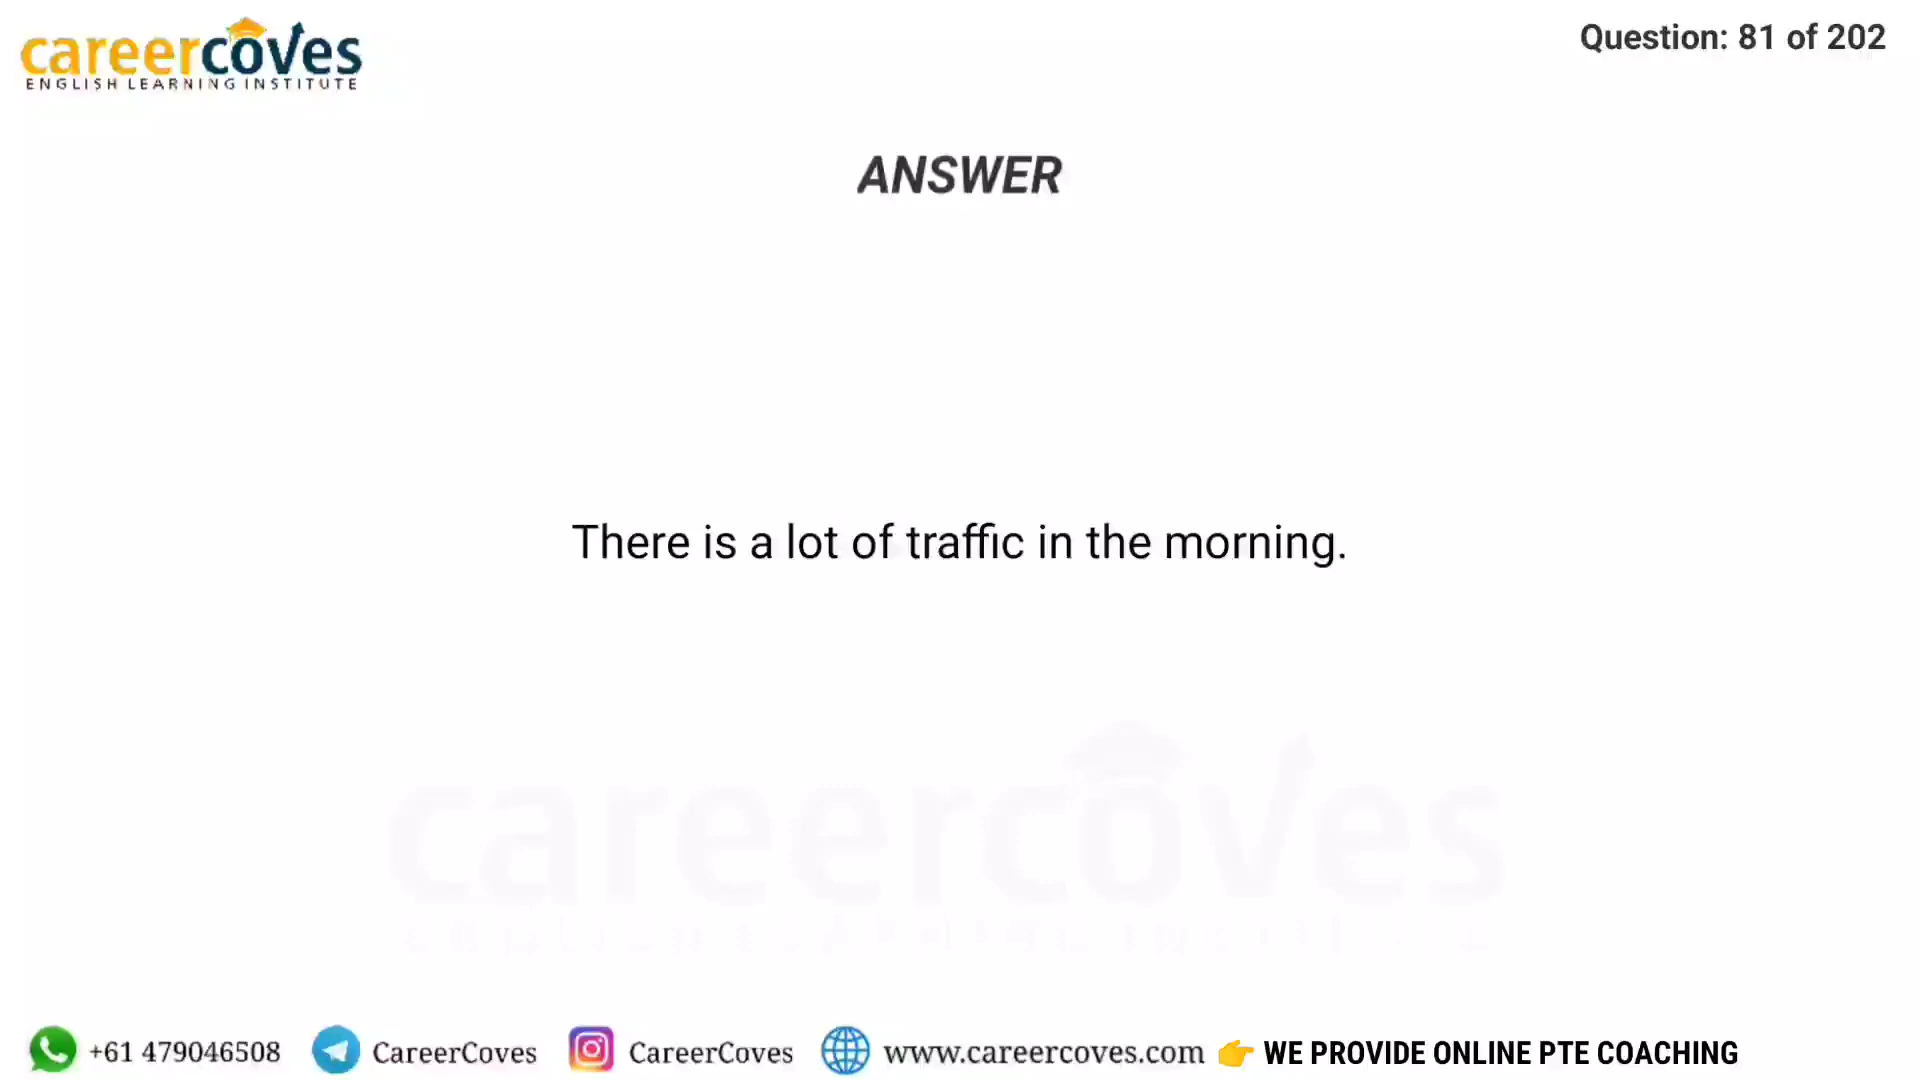 careercoves
ENGLISH LEARNING INSTITUTE
Question: 81 of 202
ANSWER
There is a lot of traffic in the morning.
careercoves
+61 479046508 CareerCoves CareerCoves www.careercoves.com WE PROVIDE ONLINE PTE COACHING